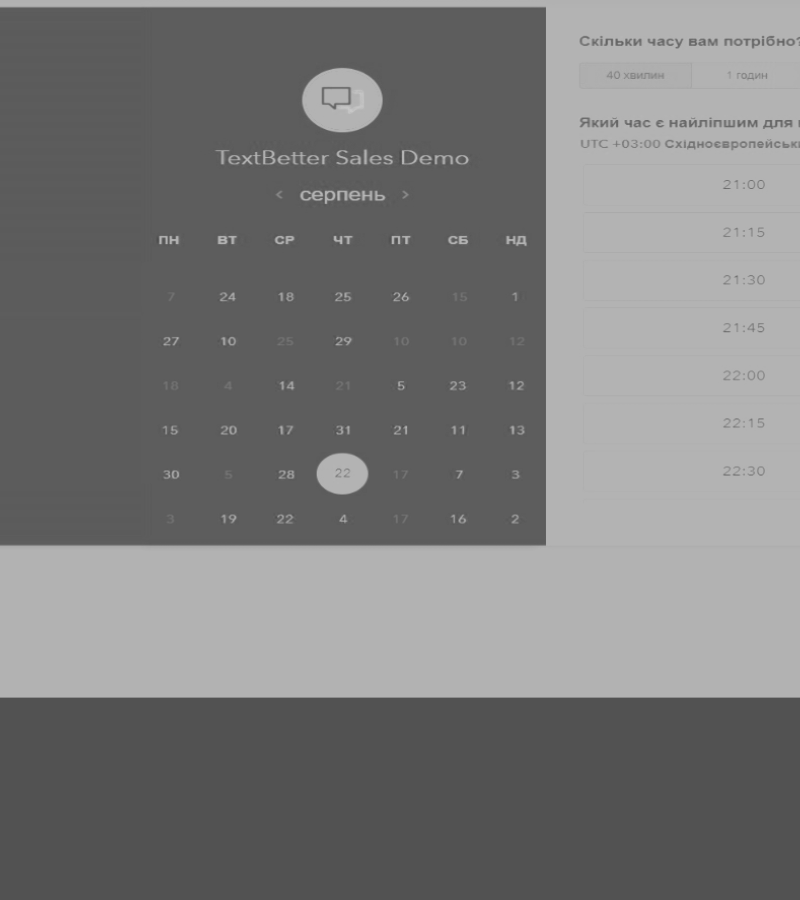 TextBetter Sales Demo
‹ серпень ›
ПН ВТ СР ЧТ ПТ СБ НД
7 24 18 25 26 15 1
27 10 25 29 10 10 12
18 4 14 21 5 23 12
15 20 17 31 21 11 13
30 5 28 22 17 7 3
3 19 22 4 17 16 2
Скільки часу вам потрібно?
40 хвилин 1 годин
Який час є найліпшим для
UTC +03:00
21:00
21:15
21:30
21:45
22:00
22:15
22:30